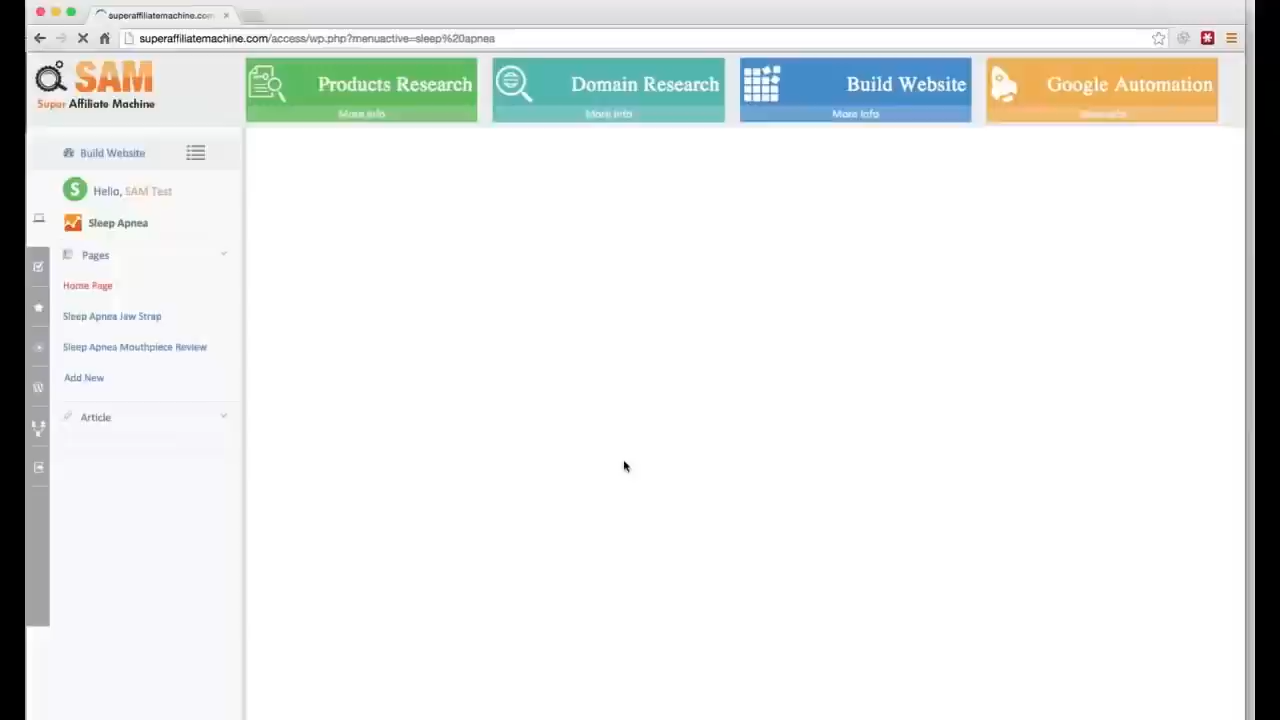 superaffiliatemachine.com
superaffiliatemachine.com/access/wp.php?menuactive=sleep%20apnea
SAM
Super Affiliate Machine
Products Research
More Info
Domain Research
More Info
Build Website
More Info
Google Automation
Build Website
S
Hello, SAM Test
Sleep Apnea
Pages
Home Page
Sleep Apnea Jaw Strap
Sleep Apnea Mouthpiece Review
Add New
Article